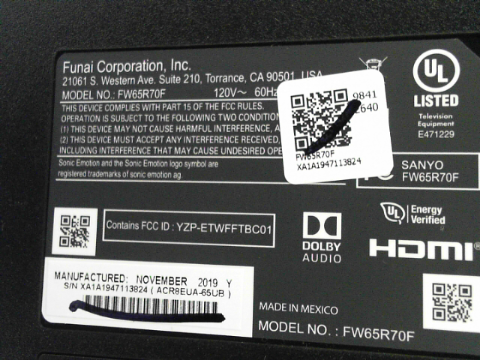 Funai Corporation, Inc.
21061 S. Western Ave. Suite 210, Torrance, CA 90501, USA
MODEL NO.: FW65R70F 120V~ 60Hz
THIS DEVICE COMPLIES WITH PART 15 OF THE FCC RULES.
OPERATION IS SUBJECT TO THE FOLLOWING TWO
(1) THIS DEVICE MAY NOT CAUSE HARMFUL INTERFERENCE,
(2) THIS DEVICE MUST ACCEPT ANY INTERFERENCE RECEIVED,
INCLUDING INTERFERENCE THAT MAY CAUSE UNDESIRED
Sonic Emotion and the Sonic Emotion logo symbol are
registered trademarks of sonic emotion ag.
9841
2640
FW65R70F
XA1A1947113824
UL
LISTED
Television
Equipment
E471229
SANYO
FW65R70F
UL Energy
Verified
Contains FCC ID : YZP-ETWFFTBC01
DOLBY
AUDIO
HDMI
MANUFACTURED: NOVEMBER 2019 Y
S/N XA1A1947113824 ( ACR8EUA-65UB )
MADE IN MEXICO
MODEL NO. : FW65R70F